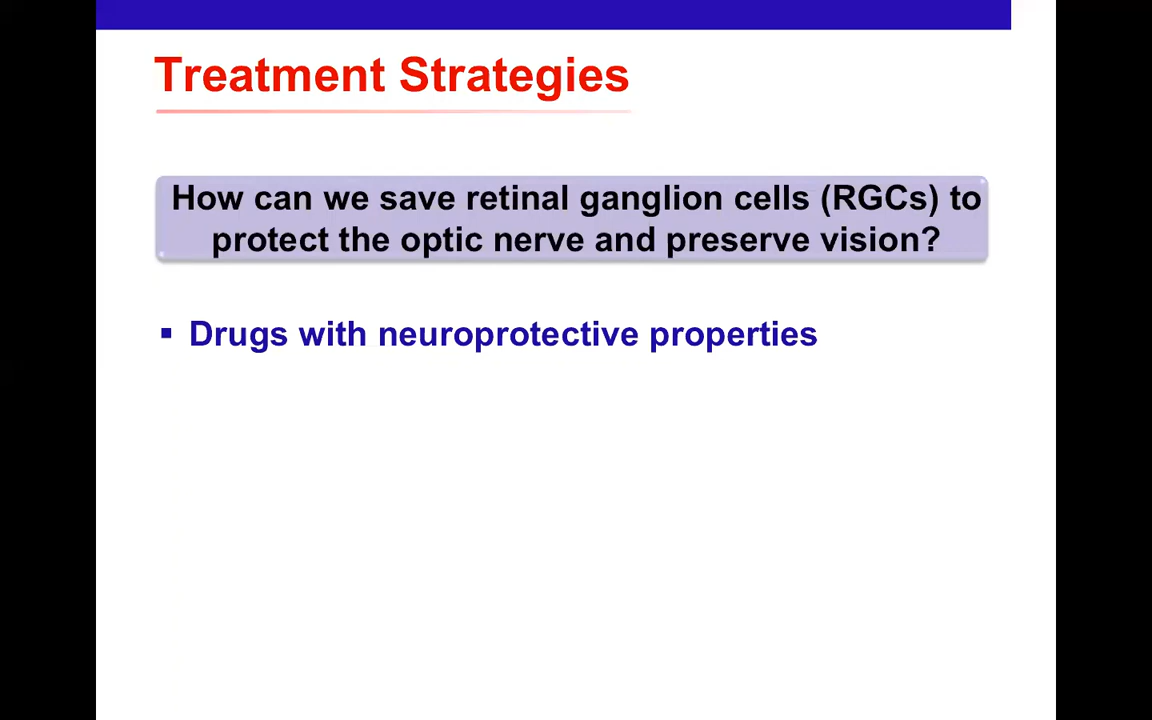 Treatment Strategies
How can we save retinal ganglion cells (RGCs) to
protect the optic nerve and preserve vision?
▪ Drugs with neuroprotective properties